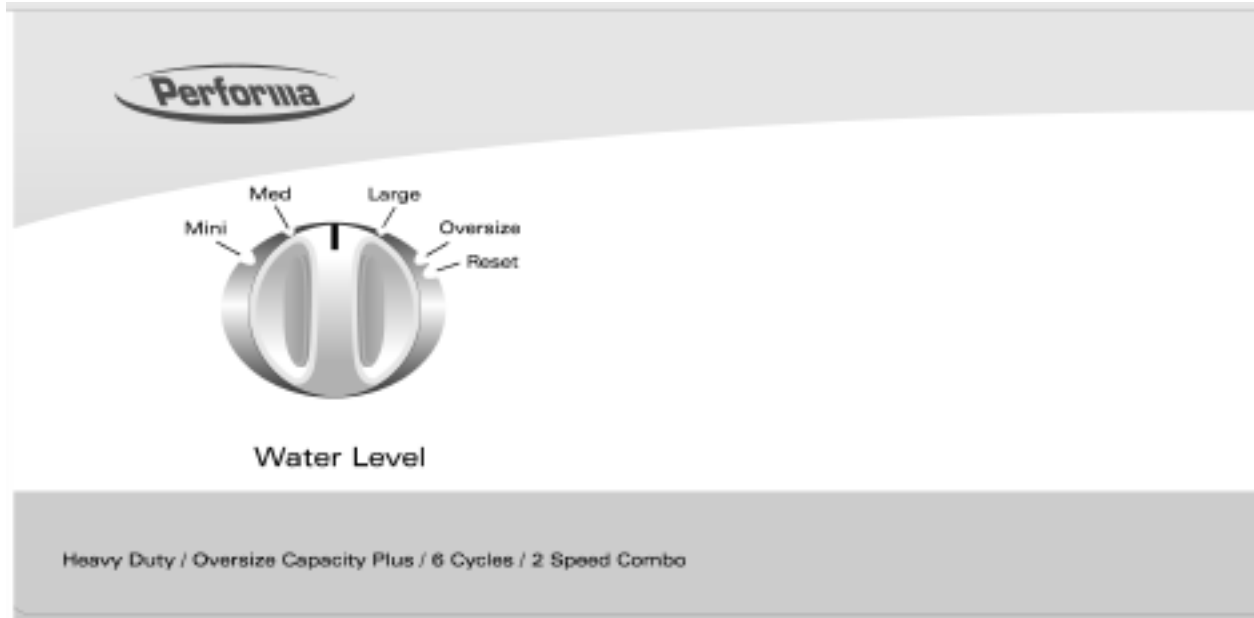 Performa
Med Large
Mini Oversize
Reset
Water Level
Heavy Duty / Oversize Capacity Plus / 6 Cycles / 2 Speed Combo